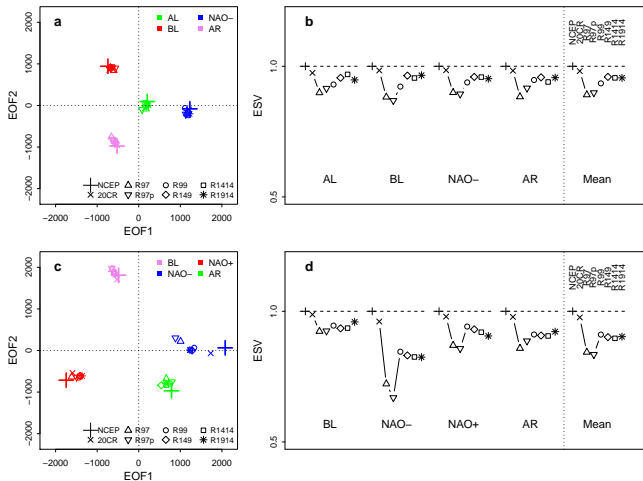 a
AL
NAO−
BL
AR
EOF2
2000
1000
0
−1000
−2000
NCEP R97 R99 R1414
20CR R97p R149 R1914
−2000 −1000 0 1000 2000
EOF1
b
NCEP
20CR
R97
R97p
R99
R149
R1414
R1914
ESV
1.0
0.5
AL BL NAO− AR Mean
c
BL
NAO+
NAO−
AR
EOF2
2000
1000
0
−1000
−2000
NCEP R97 R99 R1414
20CR R97p R149 R1914
−2000 −1000 0 1000 2000
EOF1
d
NCEP
20CR
R97
R97p
R99
R149
R1414
R1914
ESV
1.0
0.5
BL NAO− NAO+ AR Mean